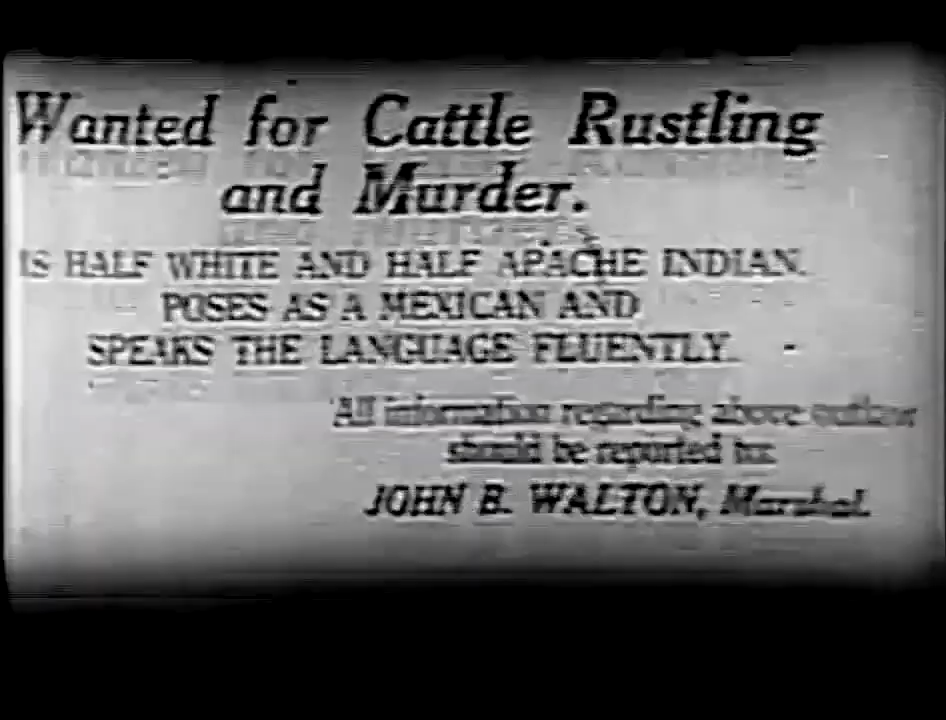 Wanted for Cattle Rustling
and Murder.
IS HALF WHITE AND HALF APACHE INDIAN.
POSES AS A MEXICAN AND
SPEAKS THE LANGUAGE FLUENTLY. -
All information regarding above outlaw
should be reported to:
JOHN B. WALTON, Marshal.